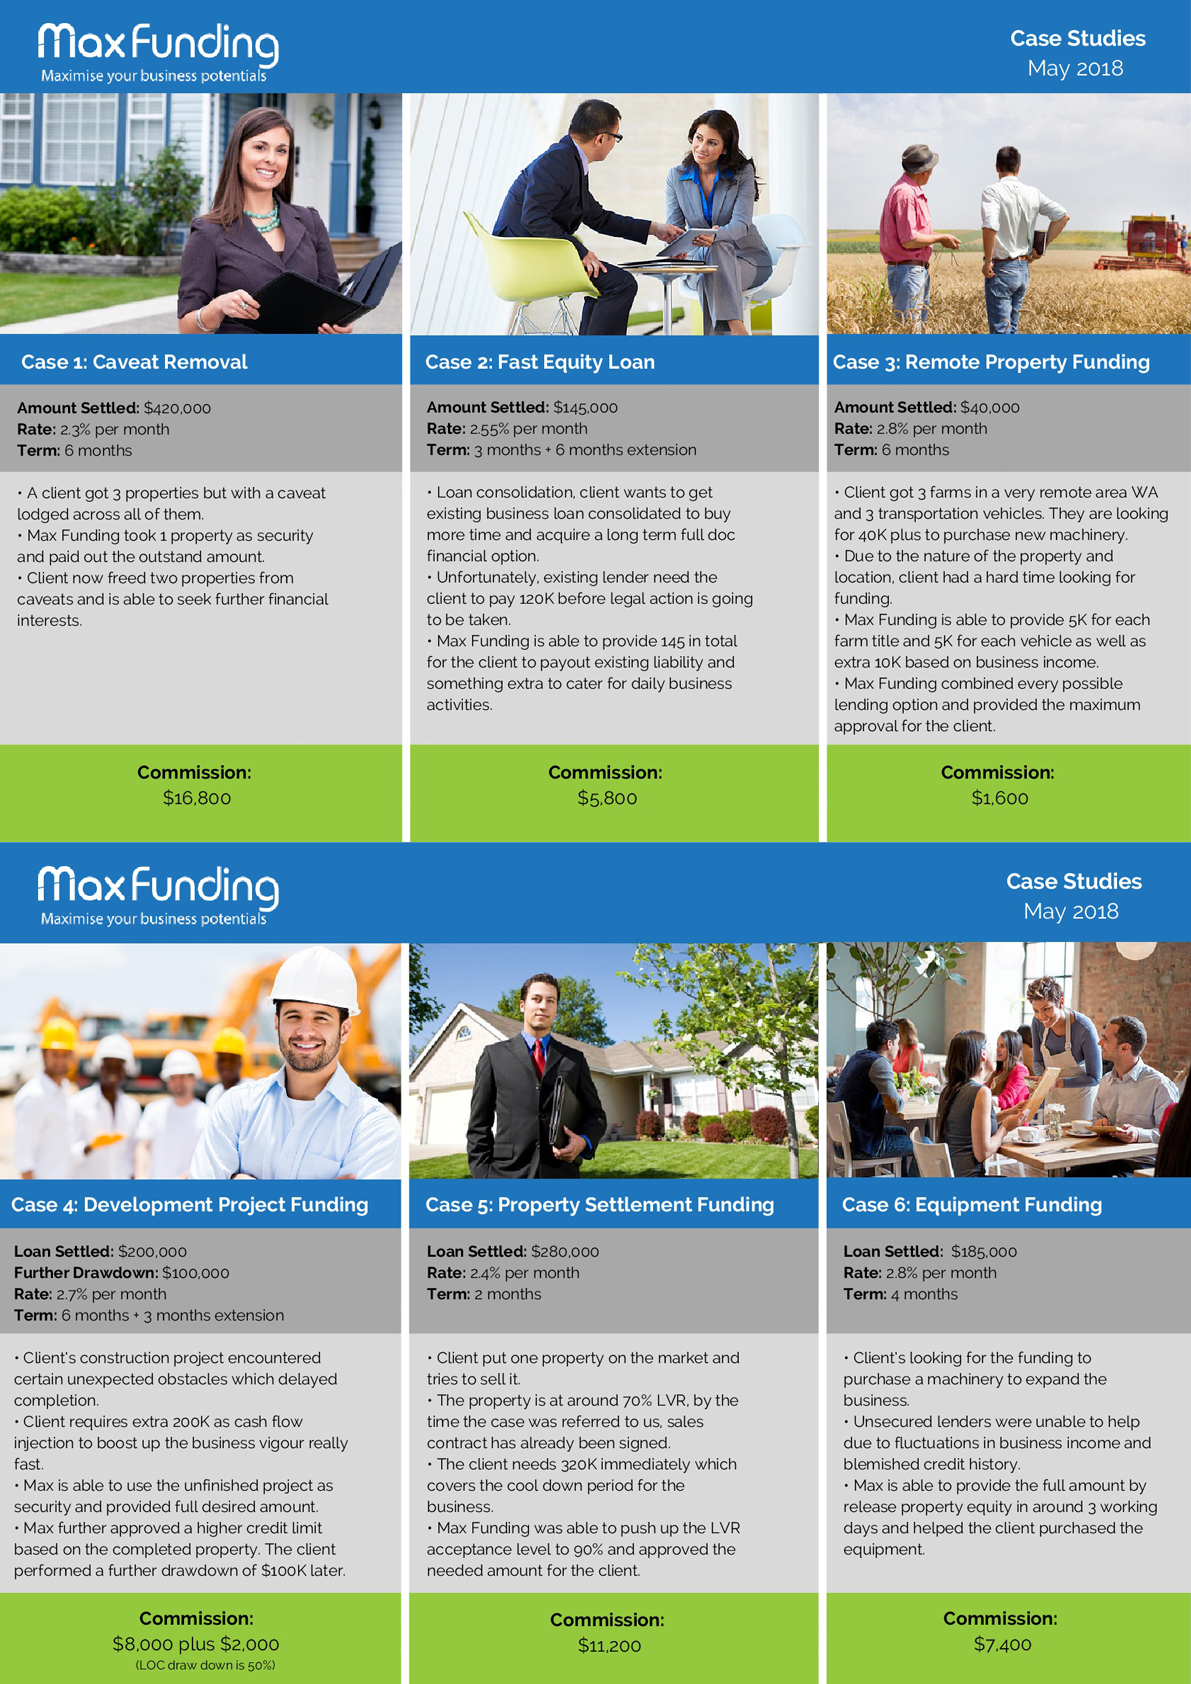 Max Funding
Maximise your business potentials
Case Studies
May 2018
Case 1: Caveat Removal
Amount Settled: $420,000
Rate: 2.3% per month
Term: 6 months
• A client got 3 properties but with a caveat
lodged across all of them.
• Max Funding took 1 property as security
and paid out the outstand amount.
• Client now freed two properties from
caveats and is able to seek further financial
interests.
Commission:
$16,800
Case 2: Fast Equity Loan
Amount Settled: $145,000
Rate: 2.55% per month
Term: 3 months + 6 months extension
• Loan consolidation, client wants to get
existing business loan consolidated to buy
more time and acquire a long term full doc
financial option.
• Unfortunately, existing lender need the
client to pay 120K before legal action is going
to be taken.
• Max Funding is able to provide 145 in total
for the client to payout existing liability and
something extra to cater for daily business
activities.
Commission:
$5,800
Case 3: Remote Property Funding
Amount Settled: $40,000
Rate: 2.8% per month
Term: 6 months
• Client got 3 farms in a very remote area WA
and 3 transportation vehicles. They are looking
for 40K plus to purchase new machinery.
• Due to the nature of the property and
location, client had a hard time looking for
funding.
• Max Funding is able to provide 5K for each
farm title and 5K for each vehicle as well as
extra 10K based on business income.
• Max Funding combined every possible
lending option and provided the maximum
approval for the client.
Commission:
$1,600
Max Funding
Maximise your business potentials
Case Studies
May 2018
Case 4: Development Project Funding
Loan Settled: $200,000
Further Drawdown: $100,000
Rate: 2.7% per month
Term: 6 months + 3 months extension
• Client's construction project encountered
certain unexpected obstacles which delayed
completion.
• Client requires extra 200K as cash flow
injection to boost up the business vigour really
fast.
• Max is able to use the unfinished project as
security and provided full desired amount.
• Max further approved a higher credit limit
based on the completed property. The client
performed a further drawdown of $100K later.
Commission:
$8,000 plus $2,000
(LOC draw down is 50%)
Case 5: Property Settlement Funding
Loan Settled: $280,000
Rate: 2.4% per month
Term: 2 months
• Client put one property on the market and
tries to sell it.
• The property is at around 70% LVR, by the
time the case was referred to us, sales
contract has already been signed.
• The client needs 320K immediately which
covers the cool down period for the
business.
• Max Funding was able to push up the LVR
acceptance level to 90% and approved the
needed amount for the client.
Commission:
$11,200
Case 6: Equipment Funding
Loan Settled: $185,000
Rate: 2.8% per month
Term: 4 months
• Client's looking for the funding to
purchase a machinery to expand the
business.
• Unsecured lenders were unable to help
due to fluctuations in business income and
blemished credit history.
• Max is able to provide the full amount by
release property equity in around 3 working
days and helped the client purchased the
equipment.
Commission:
$7,400